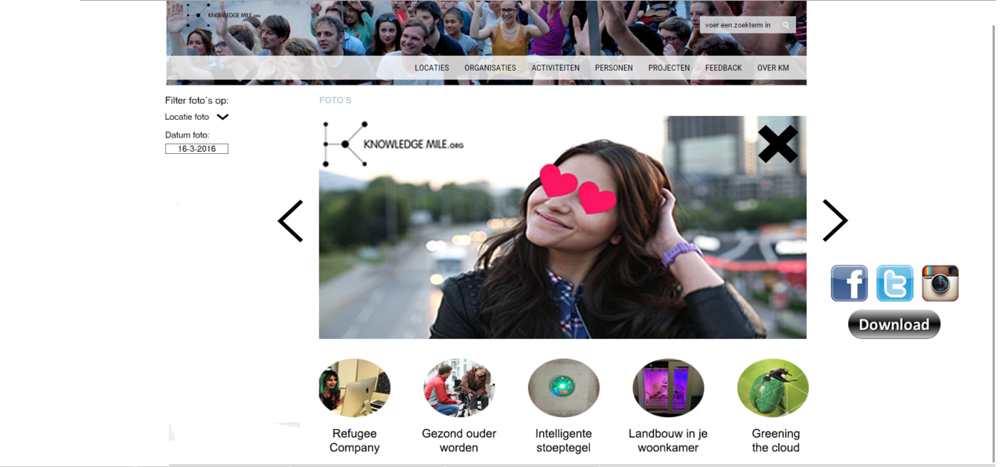 KNOWLEDGE MILE.ORG
voer een zoekterm in
LOCATIES ORGANISATIES ACTIVITEITEN PERSONEN PROJECTEN FEEDBACK OVER KM
Filter foto's op:
FOTO'S
Locatie foto
Datum foto:
16-3-2016
KNOWLEDGE MILE.ORG
Download
Refugee
Company
Gezond ouder
worden
Intelligente
stoeptegel
Landbouw in je
woonkamer
Greening
the cloud